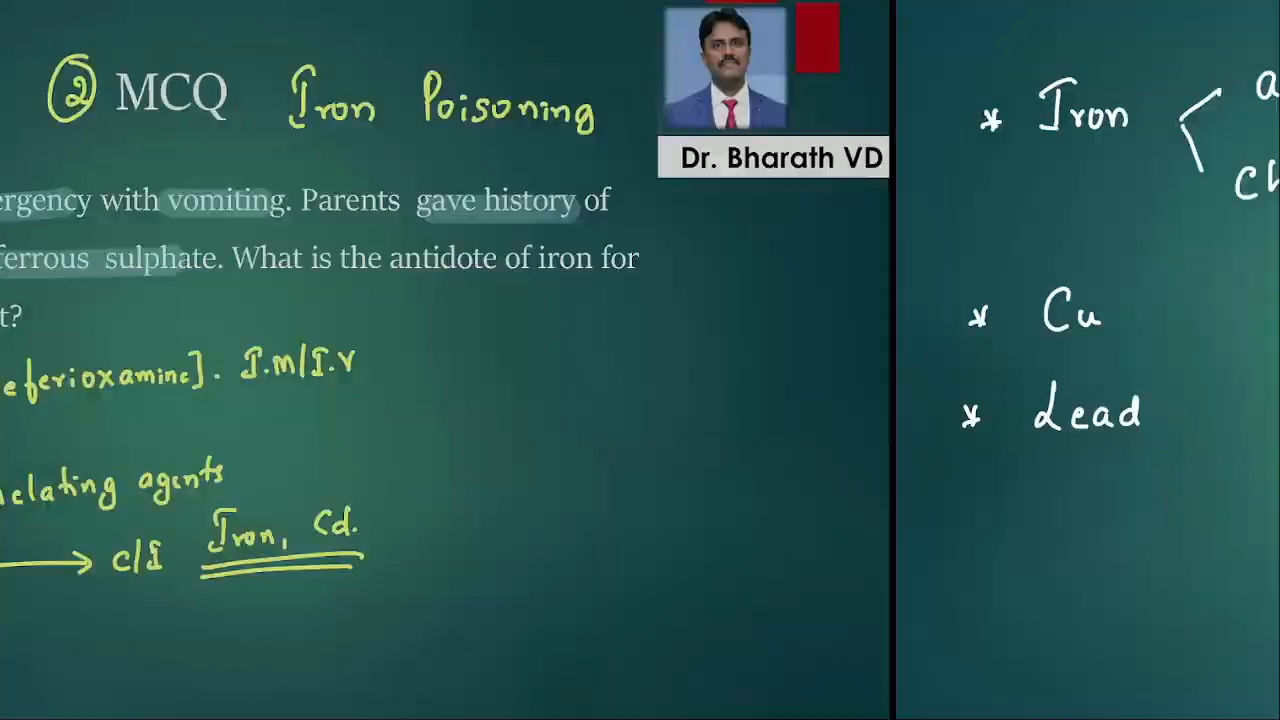 ② MCQ Iron Poisoning
Dr. Bharath VD
ergency with vomiting. Parents gave history of
ferrous sulphate. What is the antidote of iron for
t?
eferioxamine]. I.M/I.V
helating agents
→ C/I Iron, Cd.
* Iron
a
ch
* Cu
* Lead